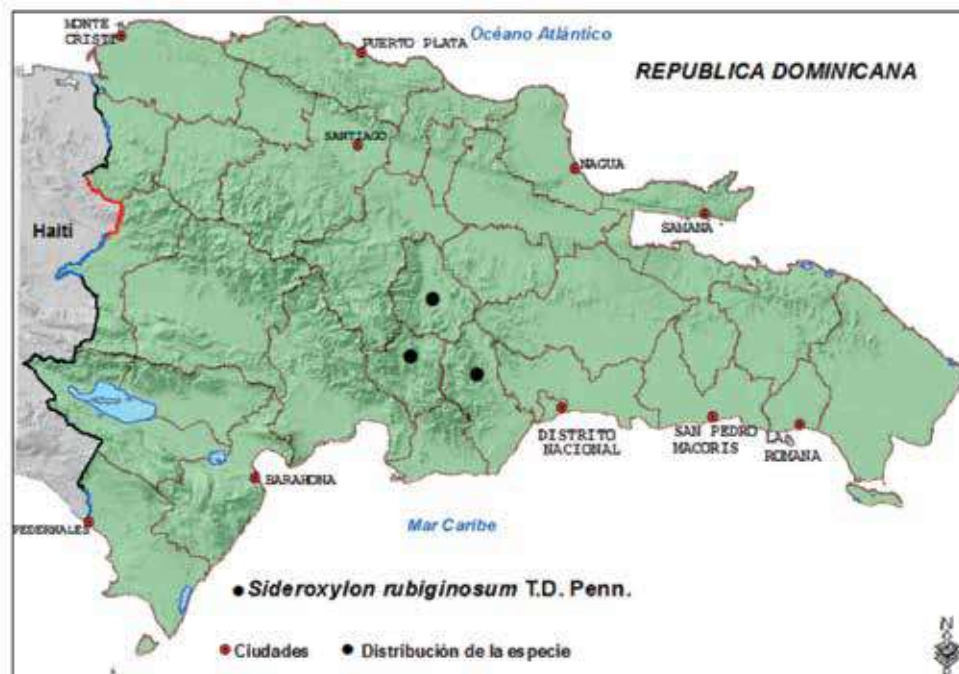 MONTE
CRISTI
PUERTO PLATA
Océano Atlántico
REPUBLICA DOMINICANA
SANTIAGO
NAGUA
SAMANA
Haití
DISTRITO
NACIONAL
SAN PEDRO
MACORIS
LA
ROMANA
BARAHONA
PEDERNALES
Mar Caribe
Sideroxylon rubiginosum T.D. Penn.
Ciudades
Distribución de la especie
N